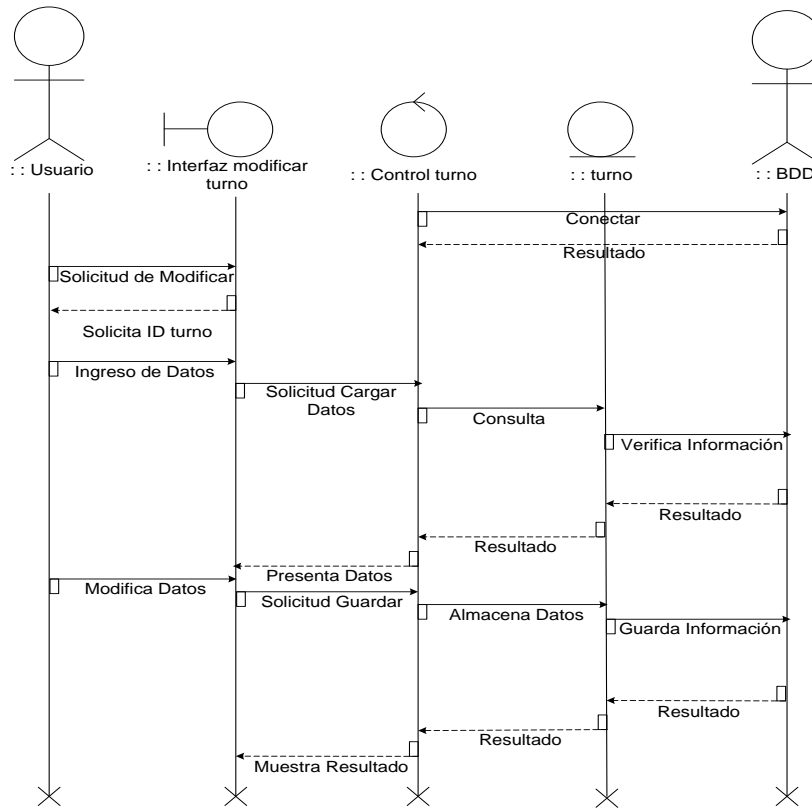 : : Usuario
: : Interfaz modificar
turno
: : Control turno
: : turno
: : BDD
Conectar
Resultado
Solicitud de Modificar
Solicita ID turno
Ingreso de Datos
Solicitud Cargar
Datos
Consulta
Verifica Información
Resultado
Resultado
Presenta Datos
Modifica Datos
Solicitud Guardar
Almacena Datos
Guarda Información
Resultado
Resultado
Muestra Resultado